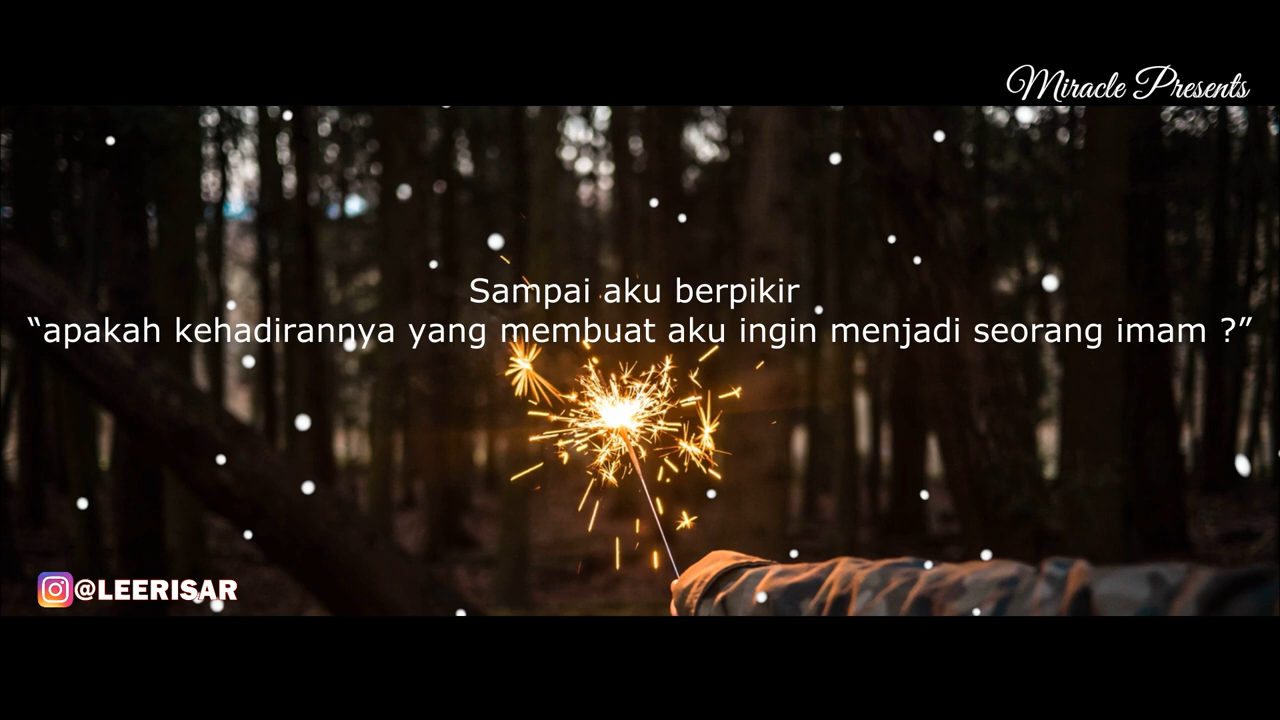 Miracle Presents
Sampai aku berpikir
“apakah kehadirannya yang membuat aku ingin menjadi seorang imam ?”
@LEERISAR